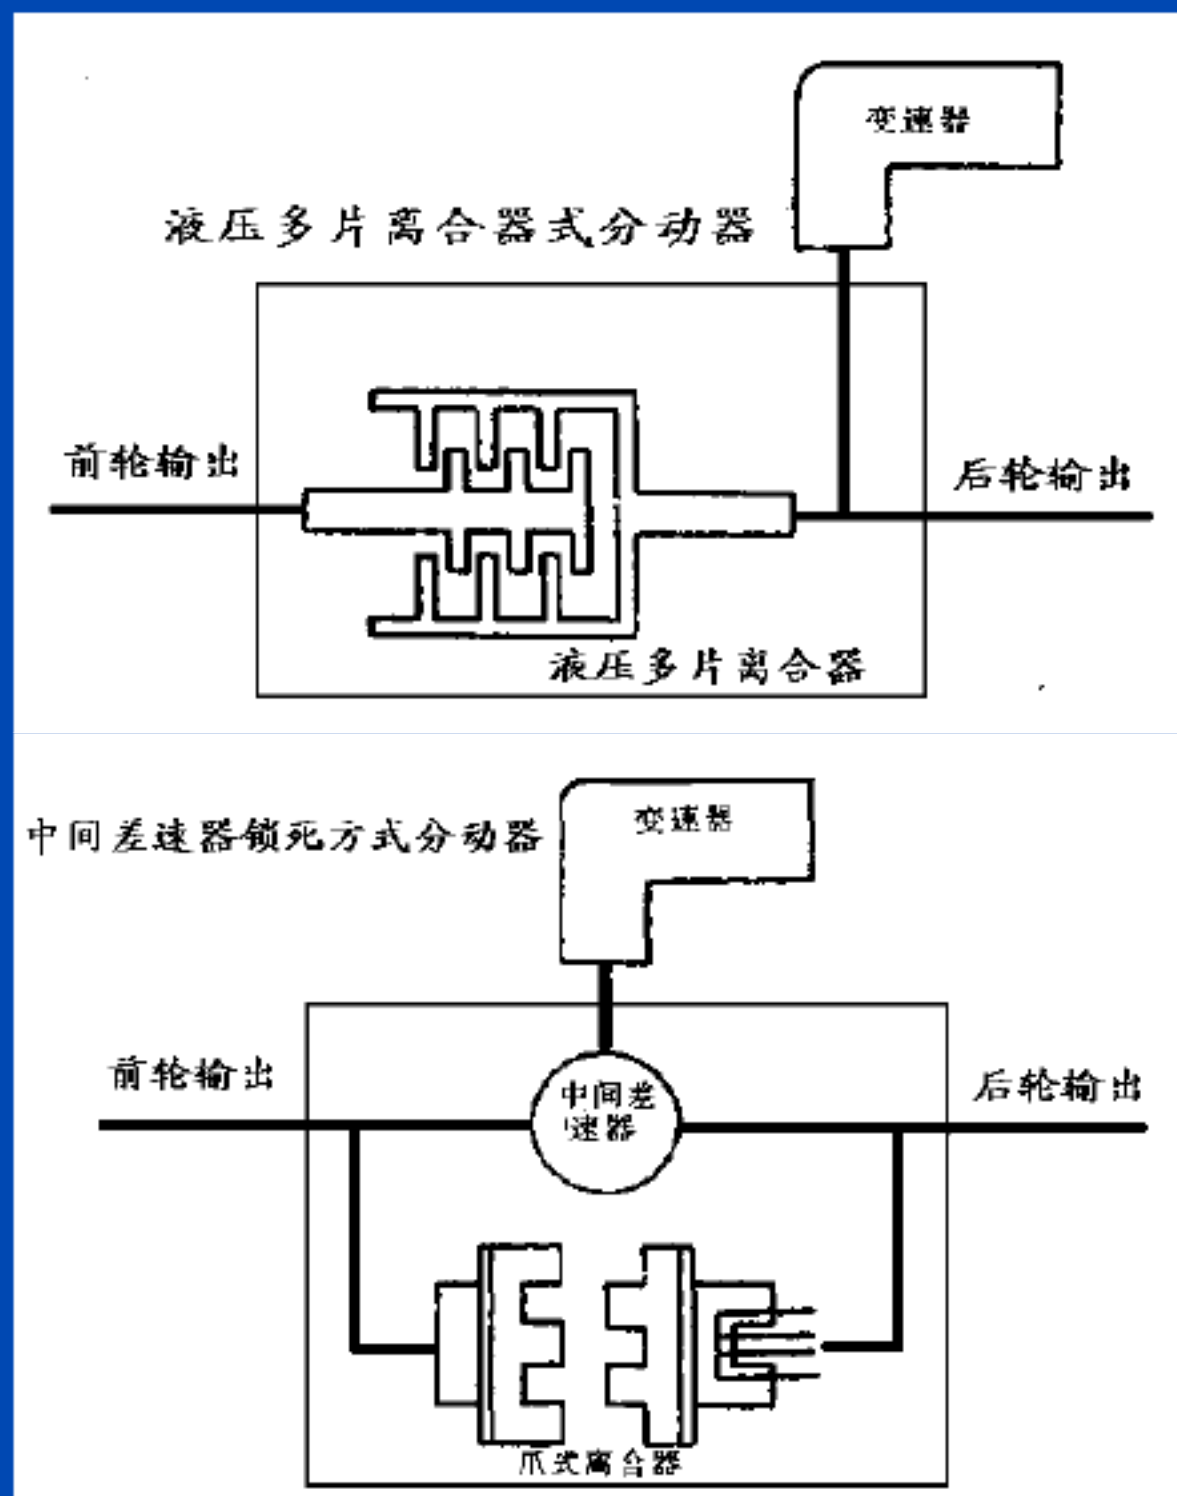 变速器
液压多片离合器式分动器
前轮输出
后轮输出
液压多片离合器
变速器
中间差速器锁死方式分动器
前轮输出
后轮输出
中间差
速器
爪式离合器